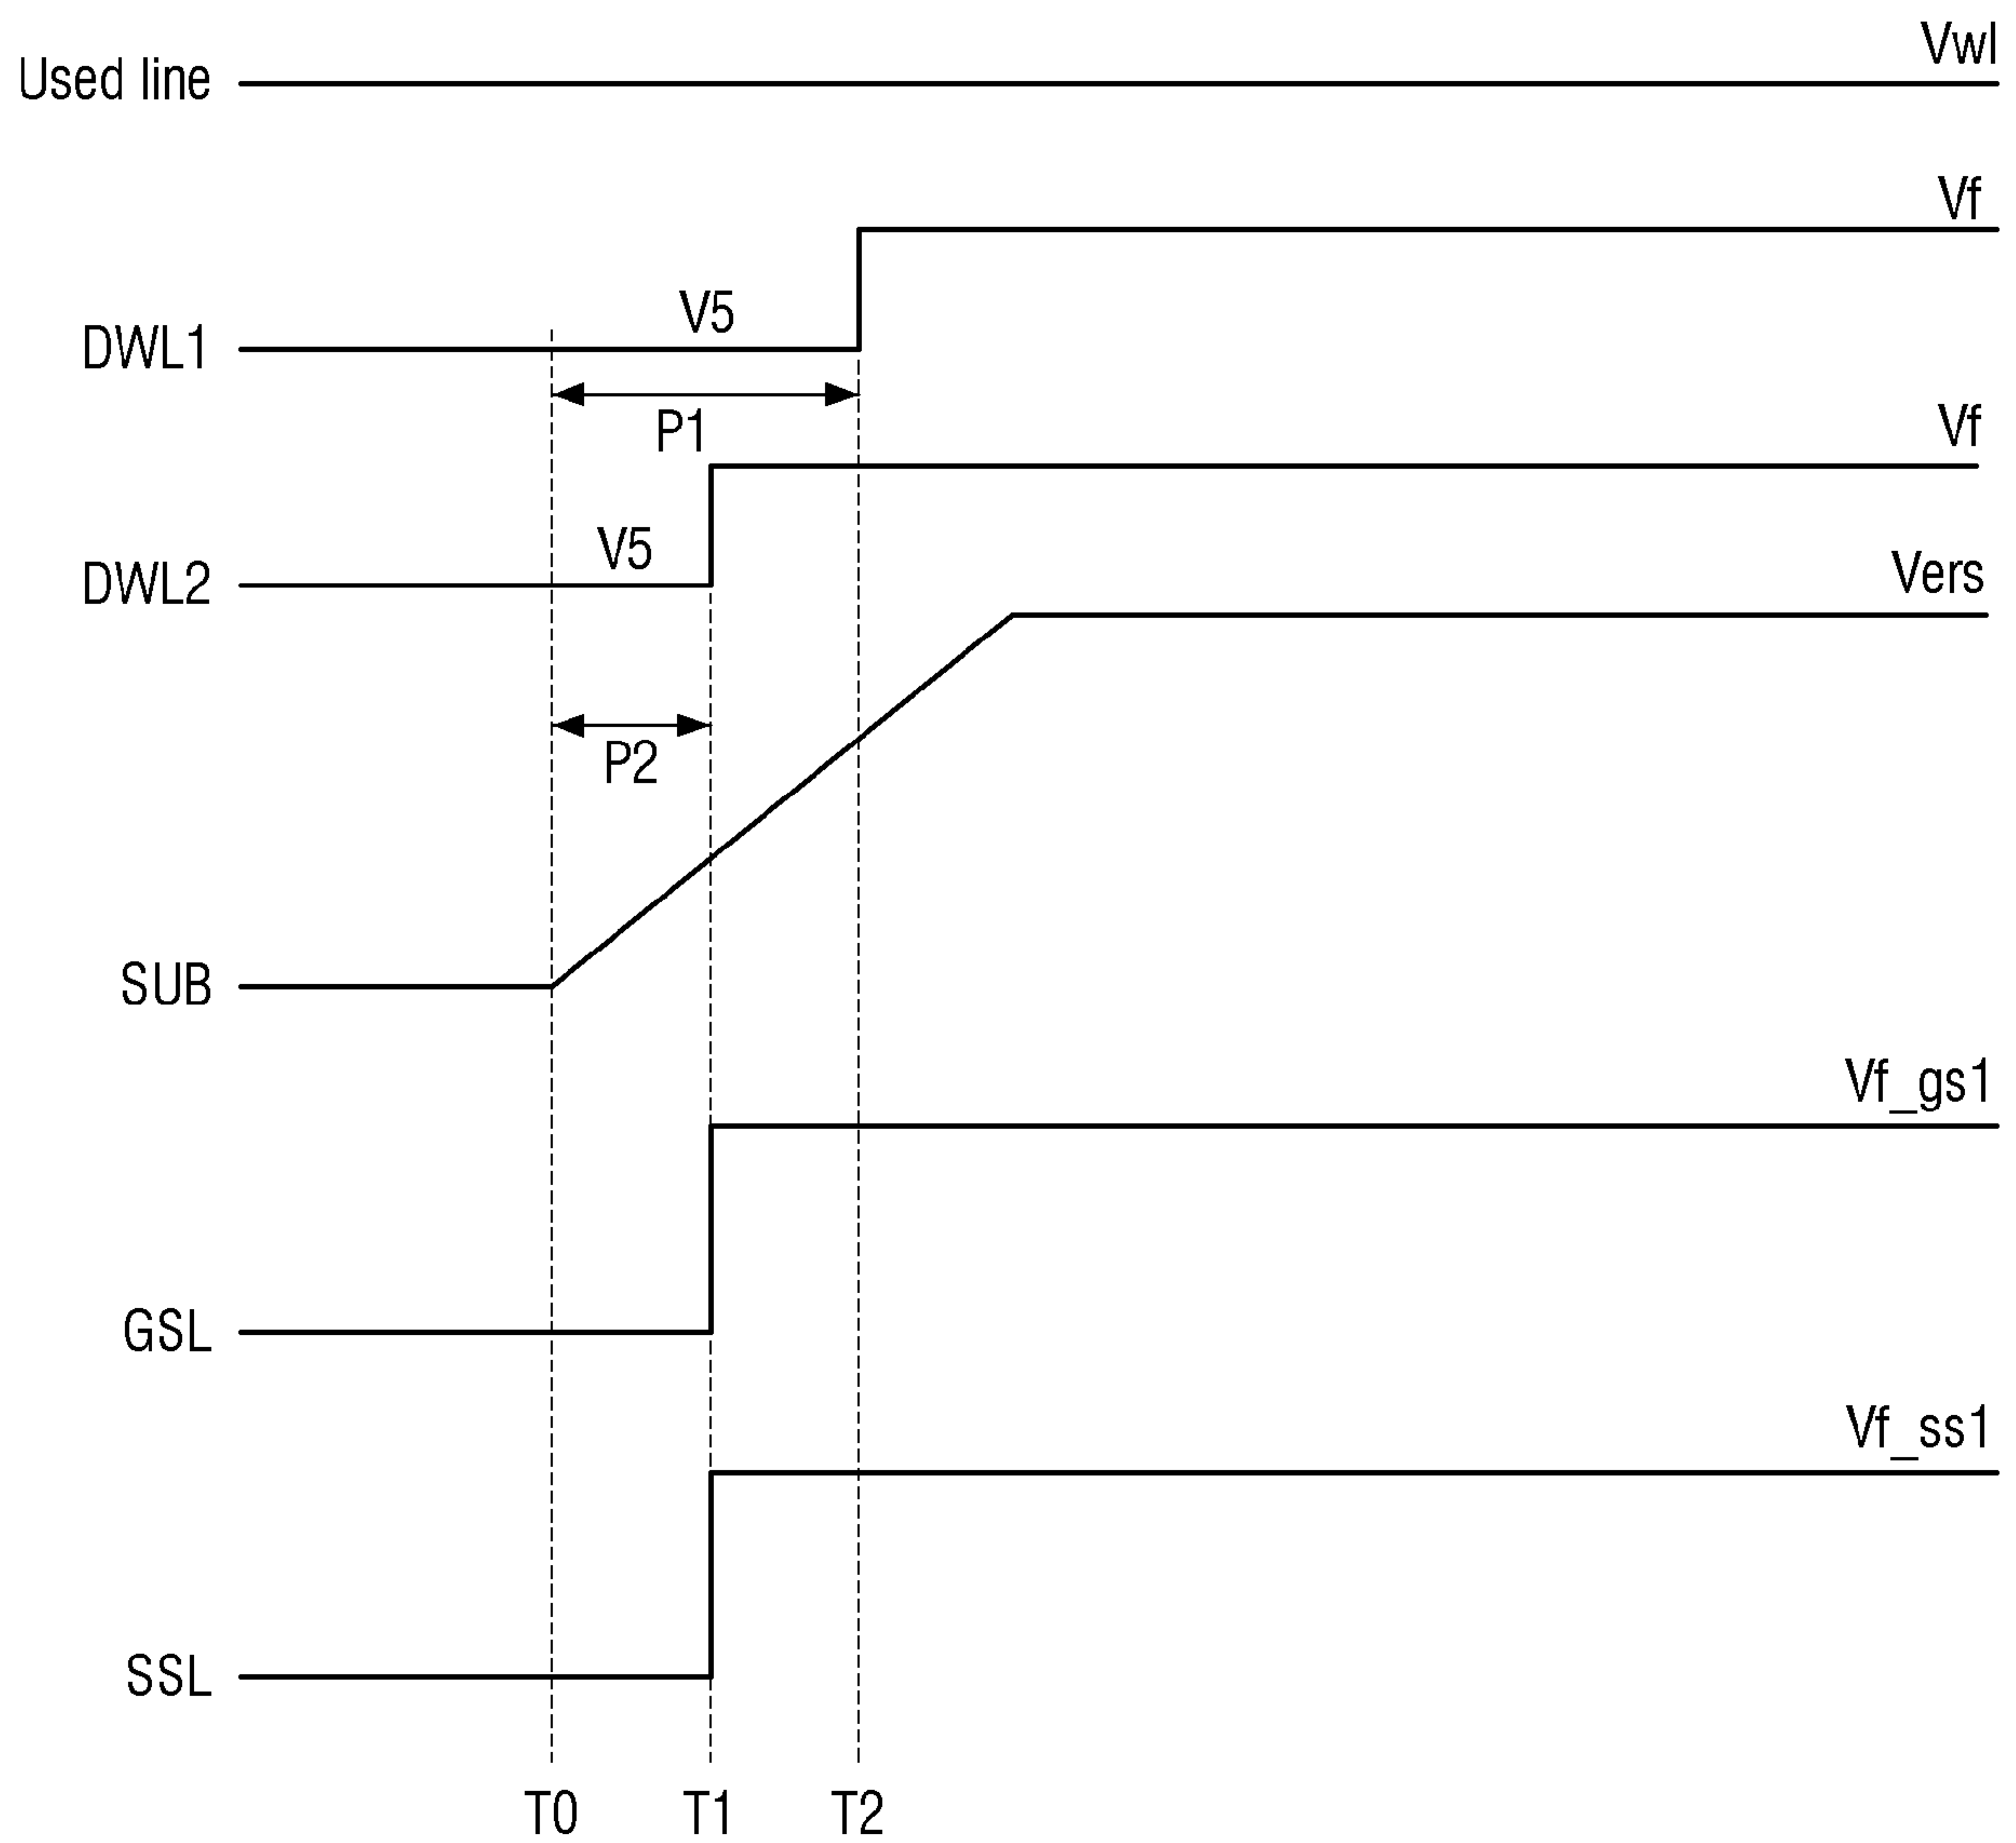 Vwl
Used line
Vf
V5
DWL1
P1
Vf
V5
DWL2
Vers
P2
SUB
Vf_gs1
GSL
Vf_ss1
SSL
T0 T1 T2